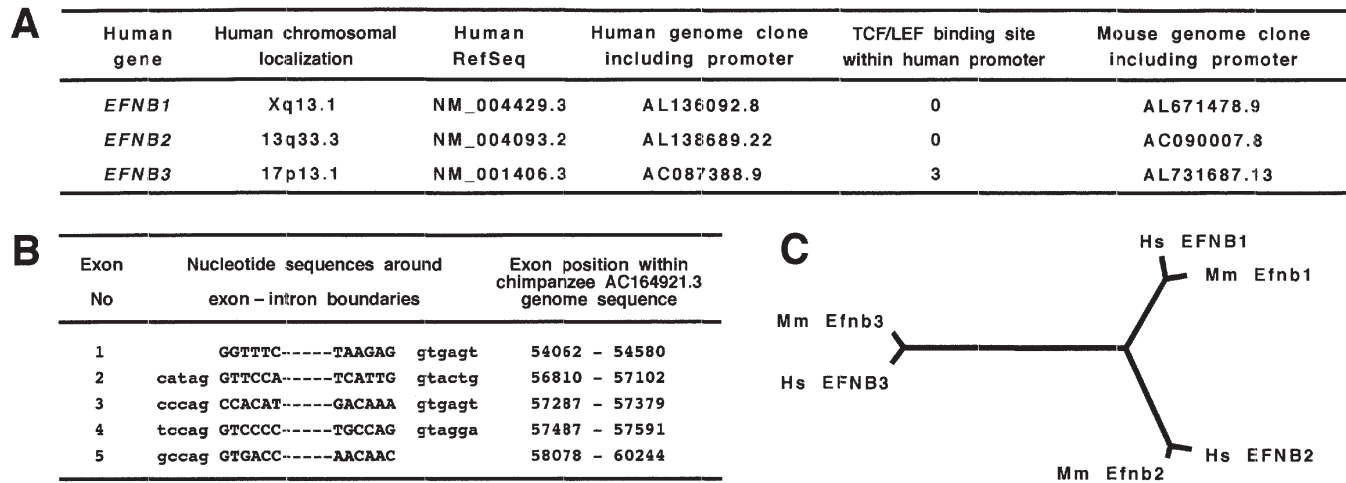 A
Human gene Human chromosomal localization Human RefSeq Human genome clone including promoter TCF/LEF binding site within human promoter Mouse genome clone including promoter
EFNB1 Xq13.1 NM_004429.3 AL136092.8 0 AL671478.9
EFNB2 13q33.3 NM_004093.2 AL138689.22 0 AC090007.8
EFNB3 17p13.1 NM_001406.3 AC087388.9 3 AL731687.13
B
Exon No Nucleotide sequences around exon – intron boundaries Exon position within chimpanzee AC164921.3 genome sequence
1 GGTTTC------TAAGAG gtgagt 54062 – 54580
2 catag GTTCCA------TCATTG gtactg 56810 – 57102
3 cccag CCACAT------GACAAA gtgagt 57287 – 57379
4 tccag GTCCCC------TGCCAG gtagga 57487 – 57591
5 gccag GTGACC------AACAAC 58078 – 60244
C
Hs EFNB1
Mm Efnb1
Mm Efnb3
Hs EFNB3
Hs EFNB2
Mm Efnb2